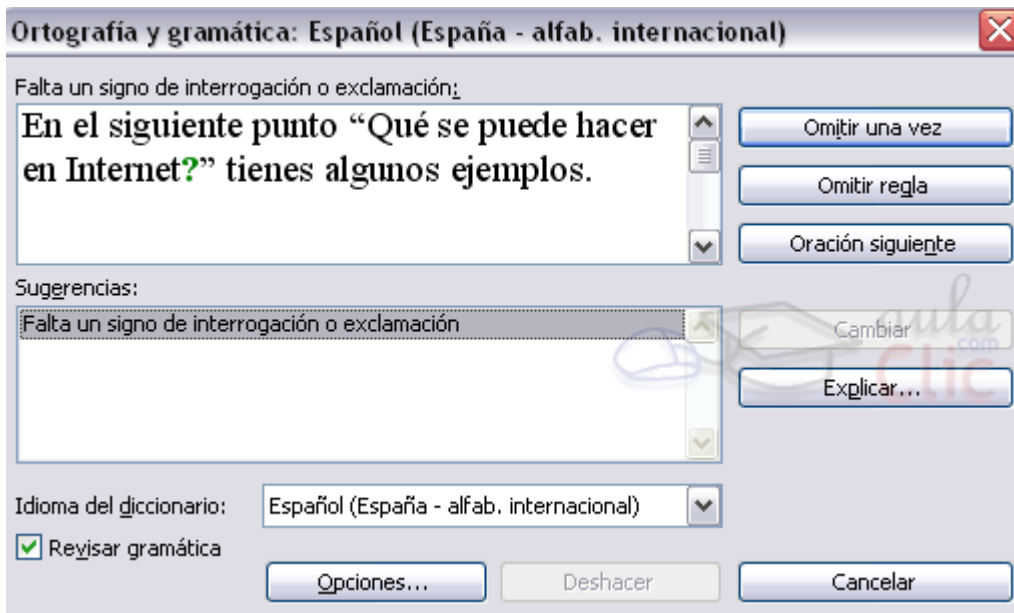 Ortografía y gramática: Español (España - alfab. internacional)
Falta un signo de interrogación o exclamación:
En el siguiente punto “Qué se puede hacer
en Internet?” tienes algunos ejemplos.
Omitir una vez
Omitir regla
Oración siguiente
Sugerencias:
Falta un signo de interrogación o exclamación
Cambiar
aula
.com
Clic
Explicar...
Idioma del diccionario:
Español (España - alfab. internacional)
Revisar gramática
Opciones...
Deshacer
Cancelar